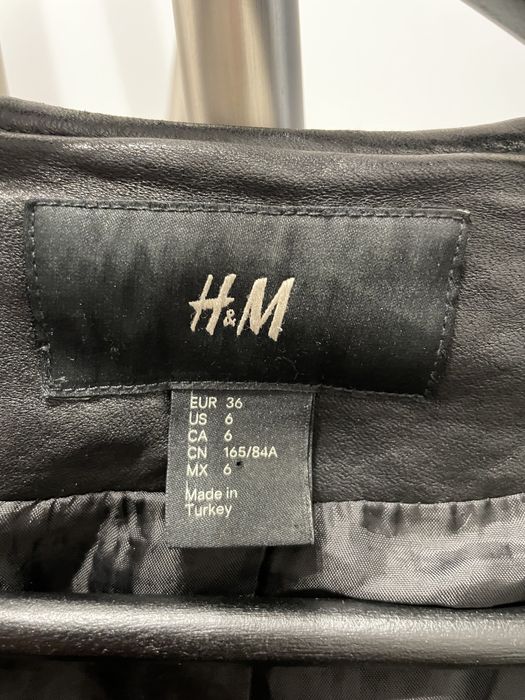 H&M
EUR 36
US 6
CA 6
CN 165/84A
MX 6
Made in
Turkey